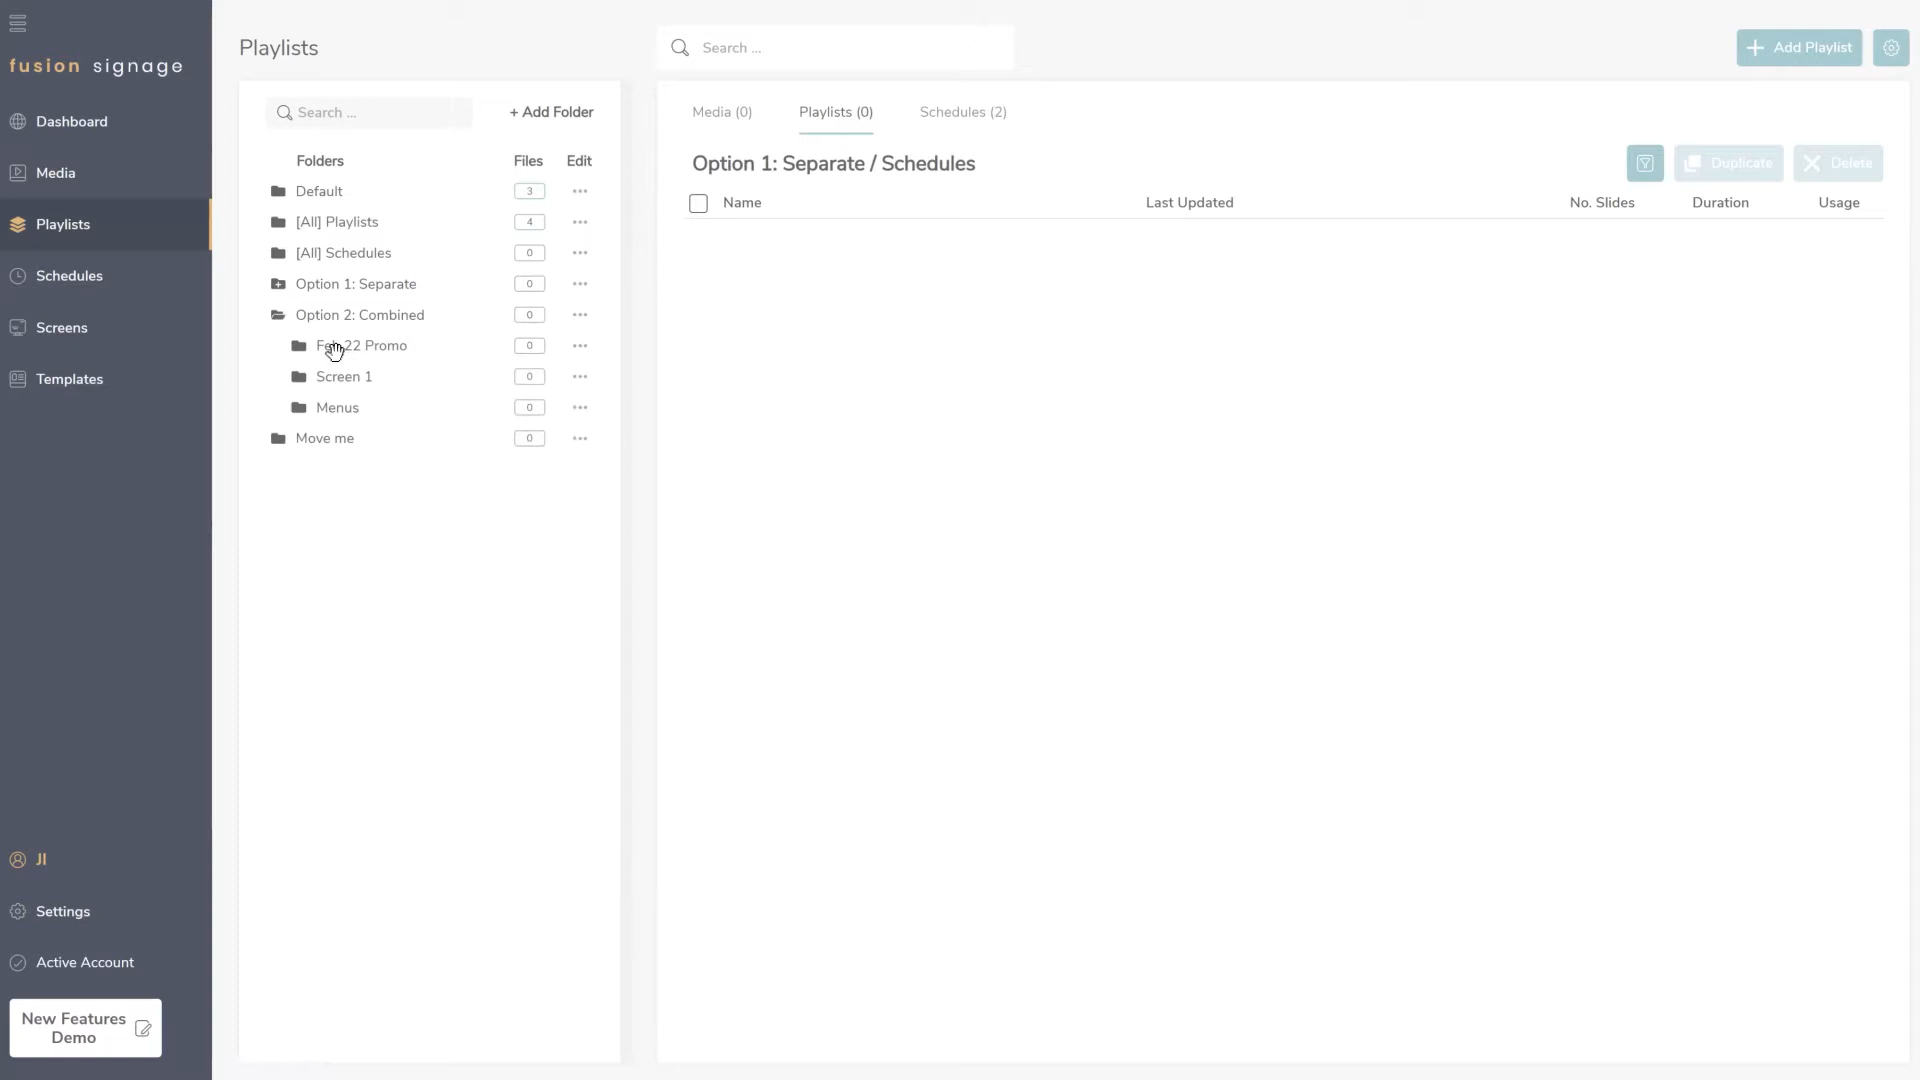 fusion signage
Dashboard
Media
Playlists
Schedules
Screens
Templates
JI
Settings
Active Account
New Features
Demo
Playlists
Search ...
+ Add Folder
Folders Files Edit
Default 3
[All] Playlists 4
[All] Schedules 0
Option 1: Separate 0
Option 2: Combined 0
22 Promo 0
Screen 1 0
Menus 0
Move me 0
Search ...
Add Playlist
Media (0) Playlists (0) Schedules (2)
Option 1: Separate / Schedules
Duplicate Delete
Name Last Updated No. Slides Duration Usage